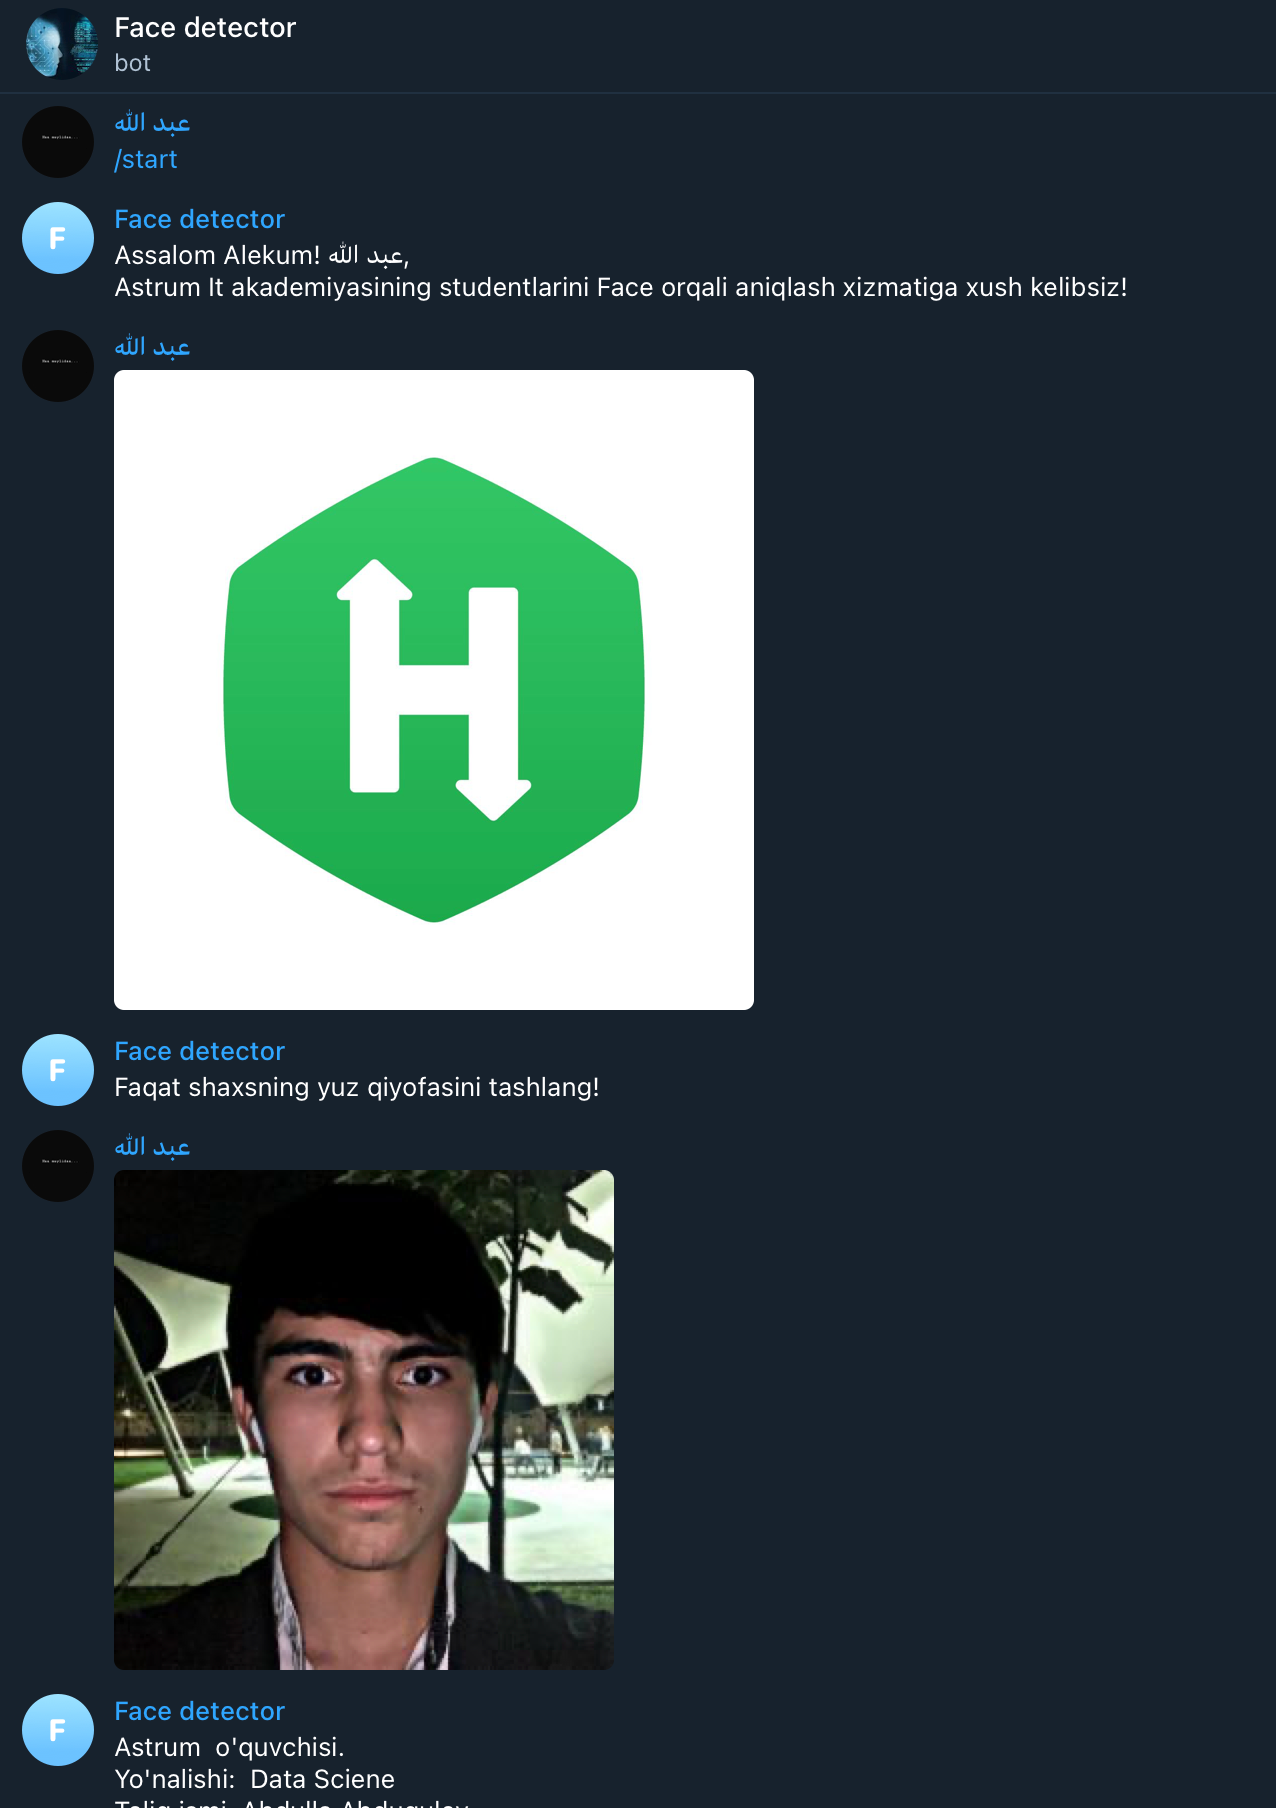 Face detector
bot
عبد الله
/start
F
Face detector
Assalom Alekum! عبد الله,
Astrum It akademiyasining studentlarini Face orqali aniqlash xizmatiga xush kelibsiz!
عبد الله
H
F
Face detector
Faqat shaxsning yuz qiyofasini tashlang!
عبد الله
F
Face detector
Astrum  o'quvchisi.
Yo'nalishi:  Data Sciene